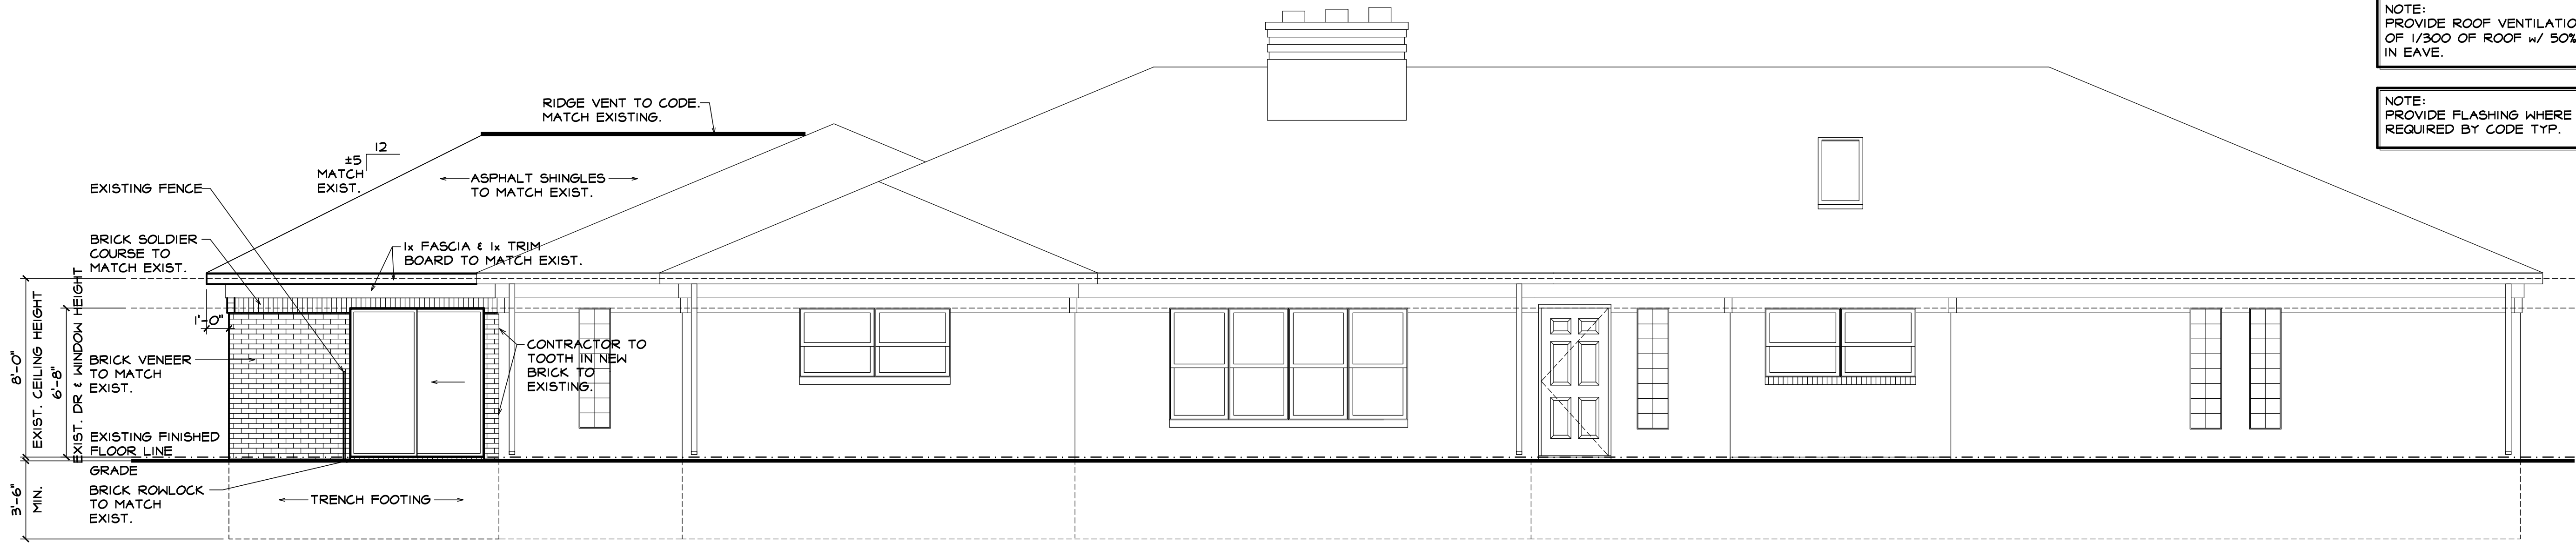 NOTE:
PROVIDE ROOF VENTILATIO
OF 1/300 OF ROOF W/ 50%
IN EAVE.
NOTE:
PROVIDE FLASHING WHERE
REQUIRED BY CODE TYP.
RIDGE VENT TO CODE.
MATCH EXISTING.
12
±5
MATCH
EXIST.
ASPHALT SHINGLES
TO MATCH EXIST.
EXISTING FENCE
BRICK SOLDIER
COURSE TO
MATCH EXIST.
1x FASCIA & 1x TRIM
BOARD TO MATCH EXIST.
1'-0"
BRICK VENEER
TO MATCH
EXIST.
CONTRACTOR TO
TOOTH IN NEW
BRICK TO
EXISTING.
8'-0"
EXIST. CEILING HEIGHT
6'-8"
EXIST. DR & WINDOW HEIGHT
EXISTING FINISHED
FLOOR LINE
GRADE
BRICK ROWLOCK
TO MATCH
EXIST.
3'-6"
MIN.
TRENCH FOOTING